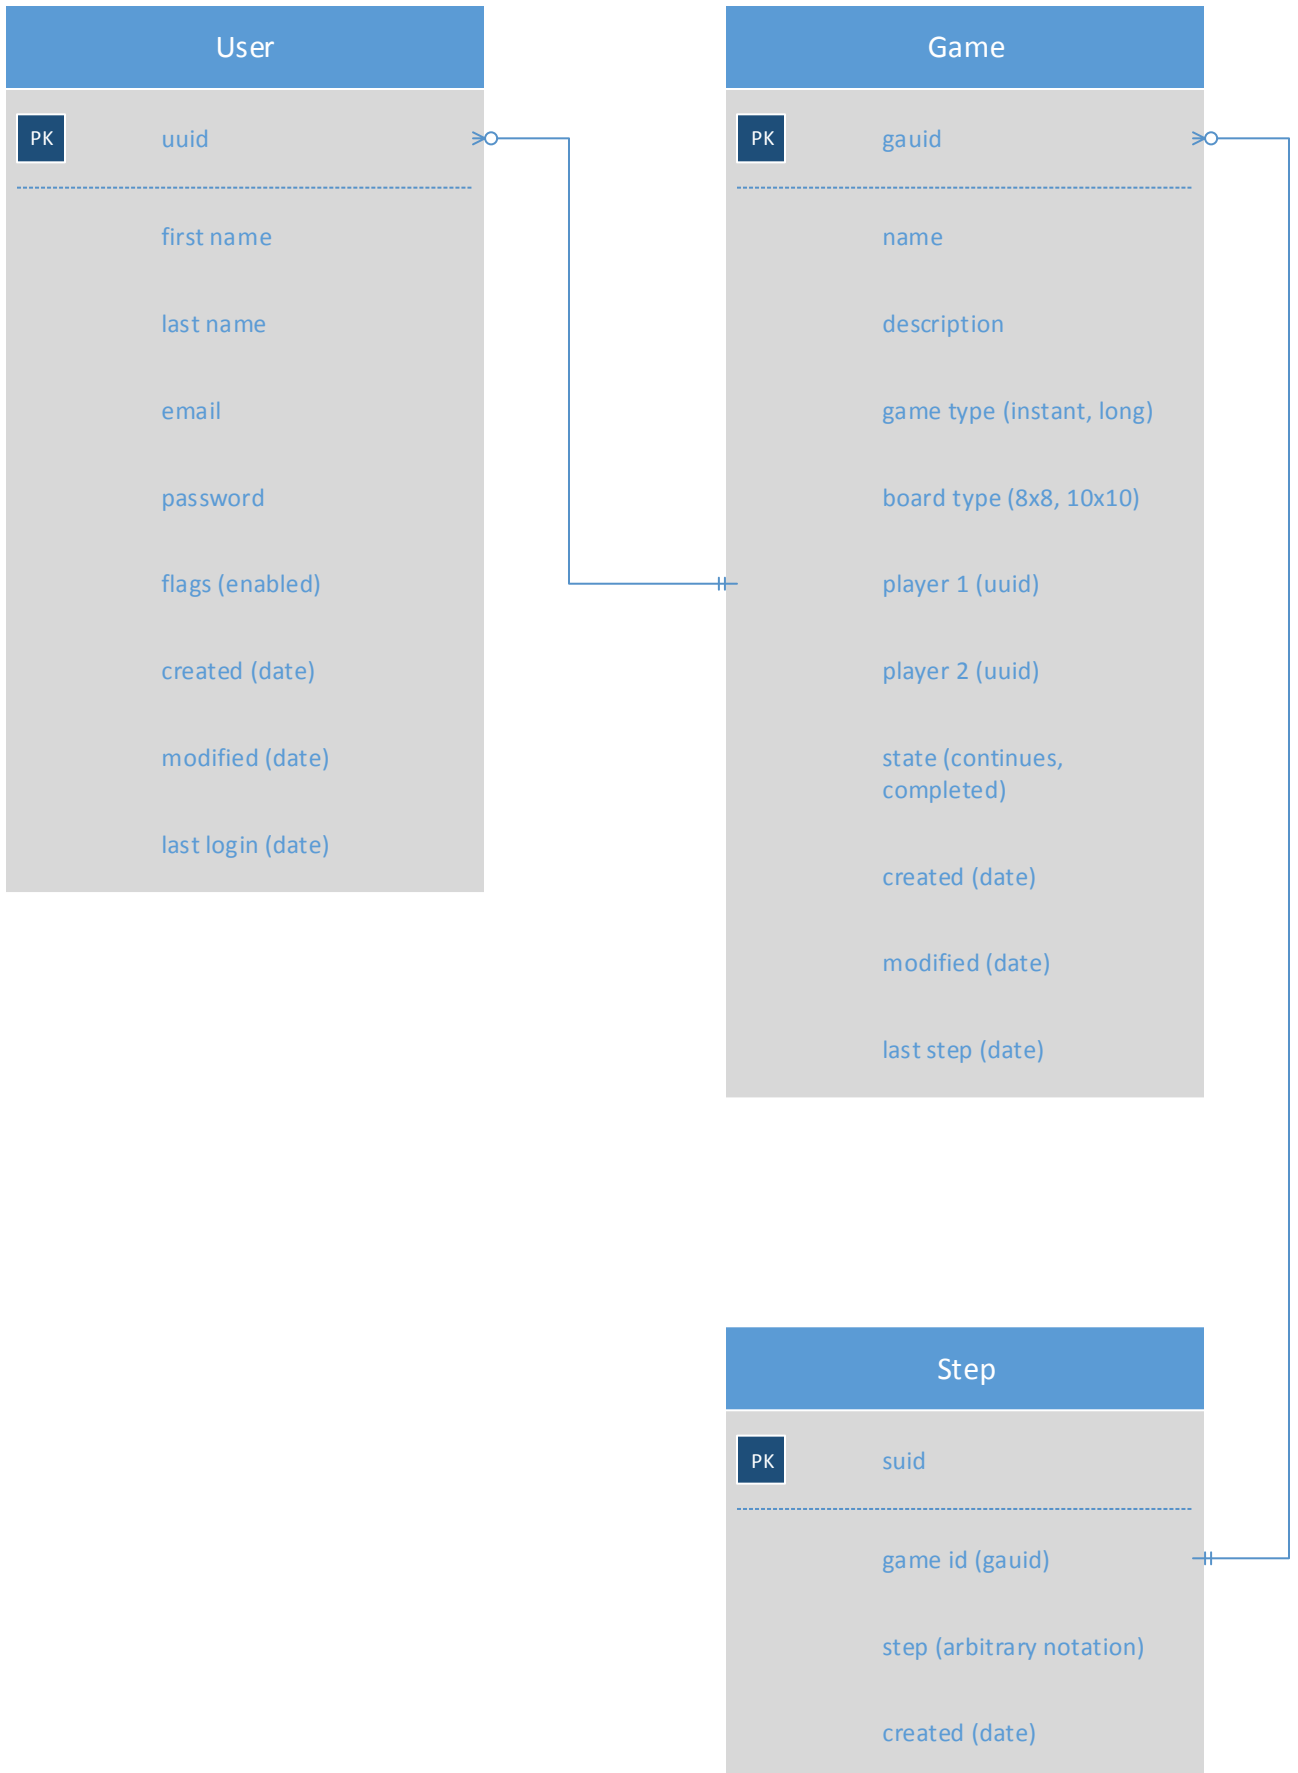 User
PK
uuid
first name
last name
email
password
flags (enabled)
created (date)
modified (date)
last login (date)
Game
PK
gauid
name
description
game type (instant, long)
board type (8x8, 10x10)
player 1 (uuid)
player 2 (uuid)
state (continues,
completed)
created (date)
modified (date)
last step (date)
Step
PK
suid
game id (gauid)
step (arbitrary notation)
created (date)